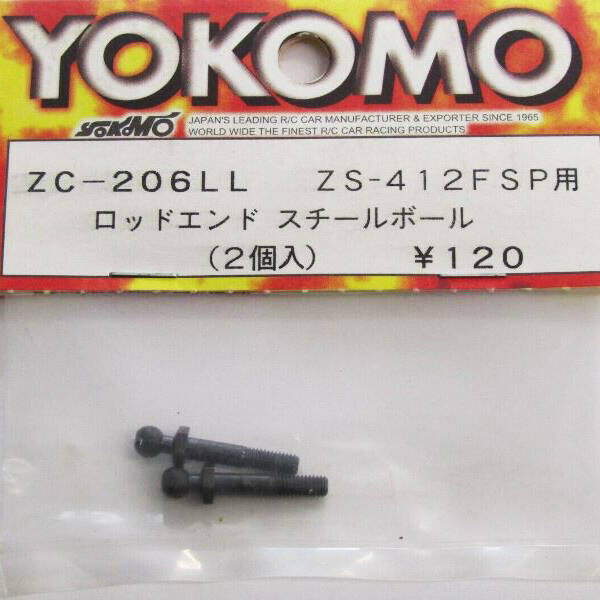 YOKOMO
YOKOMO JAPAN'S LEADING R/C CAR MANUFACTURER & EXPORTER SINCE 1965
WORLD WIDE THE FINEST R/C CAR RACING PRODUCTS
ZC-206LL ZS-412FSP用
ロッドエンド スチールボール
(2個入) ¥120